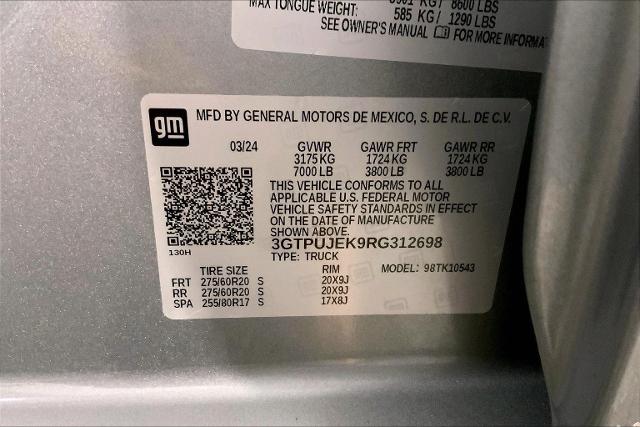 KG / 8600 LBS
MAX TONGUE WEIGHT: 585 KG / 1290 LBS
SEE OWNER'S MANUAL FOR MORE INFORMA
gm
MFD BY GENERAL MOTORS DE MEXICO, S. DE R.L. DE C.V.
03/24 GVWR GAWR FRT GAWR RR
3175 KG 1724 KG 1724 KG
7000 LB 3800 LB 3800 LB
THIS VEHICLE CONFORMS TO ALL
APPLICABLE U.S. FEDERAL MOTOR
VEHICLE SAFETY STANDARDS IN EFFECT
ON THE DATE OF MANUFACTURE
SHOWN ABOVE.
3GTPUJEK9RG312698
130H TYPE: TRUCK
TIRE SIZE RIM MODEL: 98TK10543
FRT 275/60R20 S 20X9J
RR 275/60R20 S 20X9J
SPA 255/80R17 S 17X8J